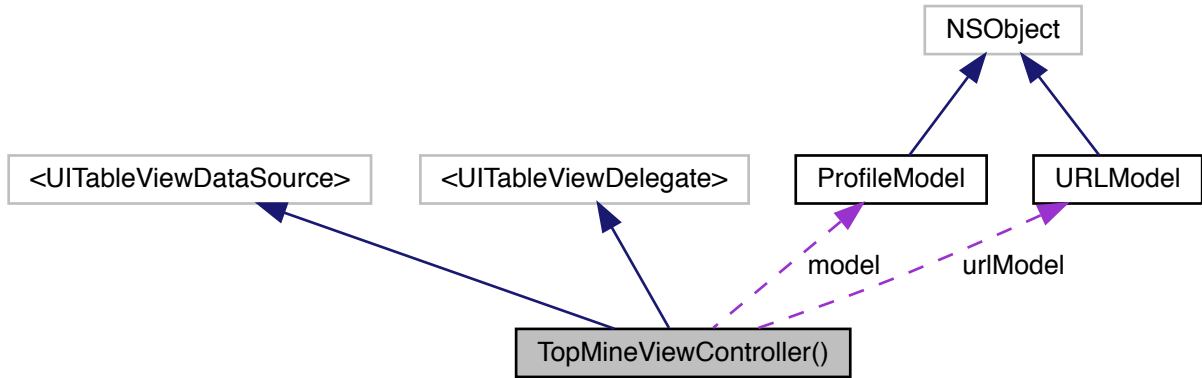 NSObject
<UITableViewDataSource>
<UITableViewDelegate>
ProfileModel
URLModel
model
urlModel
TopMineViewController()